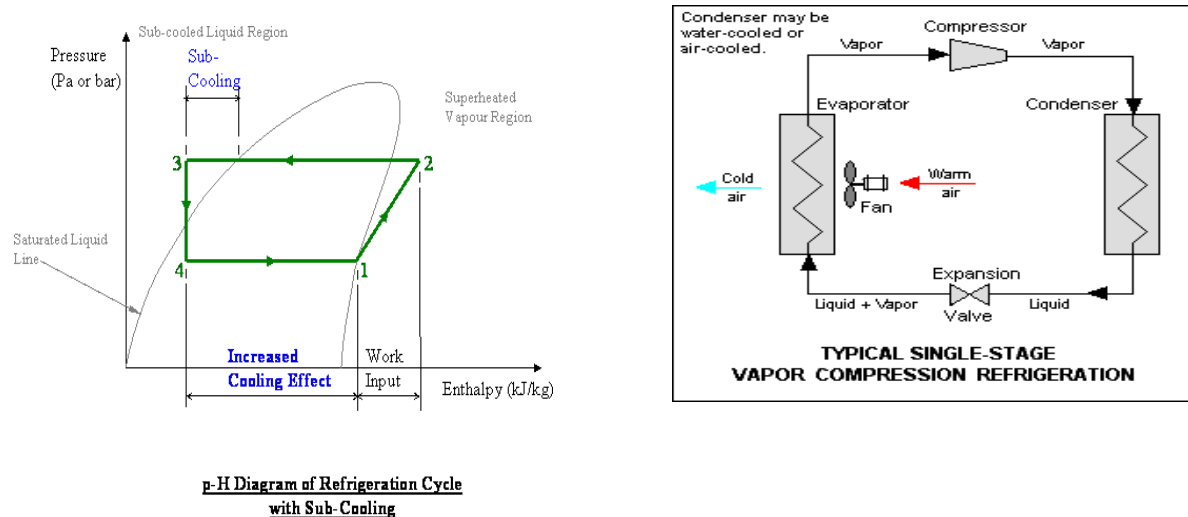 Sub-cooled Liquid Region
Pressure
(Pa or bar)
Sub-
Cooling
Superheated
Vapour Region
3
2
Saturated Liquid
Line
4
1
Increased
Cooling Effect
Work
Input
Enthalpy (kJ/kg)
p-H Diagram of Refrigeration Cycle
with Sub-Cooling
Condenser may be
water-cooled or
air-cooled.
Compressor
Vapor
Vapor
Evaporator
Condenser
Cold
air
Warm
air
Fan
Expansion
Valve
Liquid + Vapor
Liquid
TYPICAL SINGLE-STAGE
VAPOR COMPRESSION REFRIGERATION